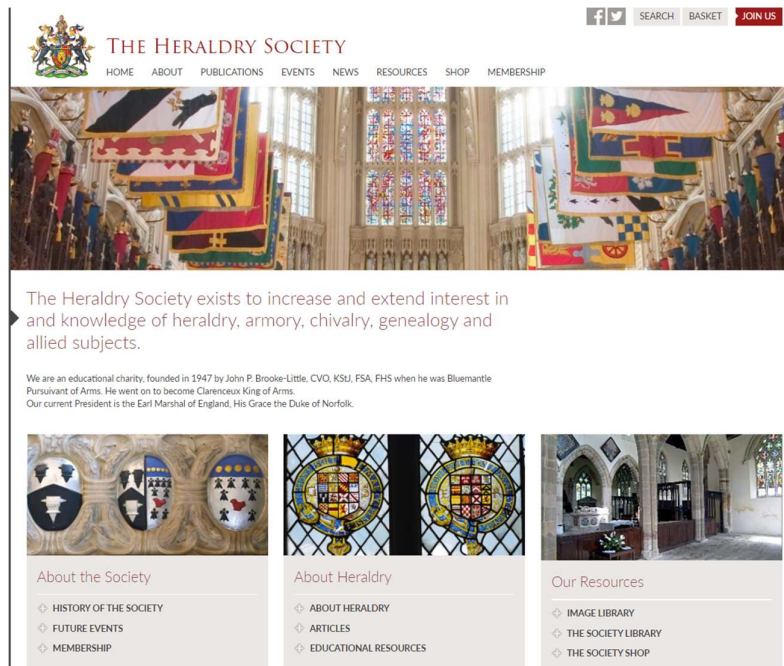 SEARCH BASKET JOIN US
THE HERALDRY SOCIETY
HOME ABOUT PUBLICATIONS EVENTS NEWS RESOURCES SHOP MEMBERSHIP
The Heraldry Society exists to increase and extend interest in
and knowledge of heraldry, armory, chivalry, genealogy and
allied subjects.
We are an educational charity, founded in 1947 by John P. Brooke-Little, CVO, KStJ, FSA, FHS when he was Bluemantle
Pursuivant of Arms. He went on to become Clarenceux King of Arms.
Our current President is the Earl Marshal of England, His Grace the Duke of Norfolk.
About the Society
HISTORY OF THE SOCIETY
FUTURE EVENTS
MEMBERSHIP
About Heraldry
ABOUT HERALDRY
ARTICLES
EDUCATIONAL RESOURCES
Our Resources
IMAGE LIBRARY
THE SOCIETY LIBRARY
THE SOCIETY SHOP